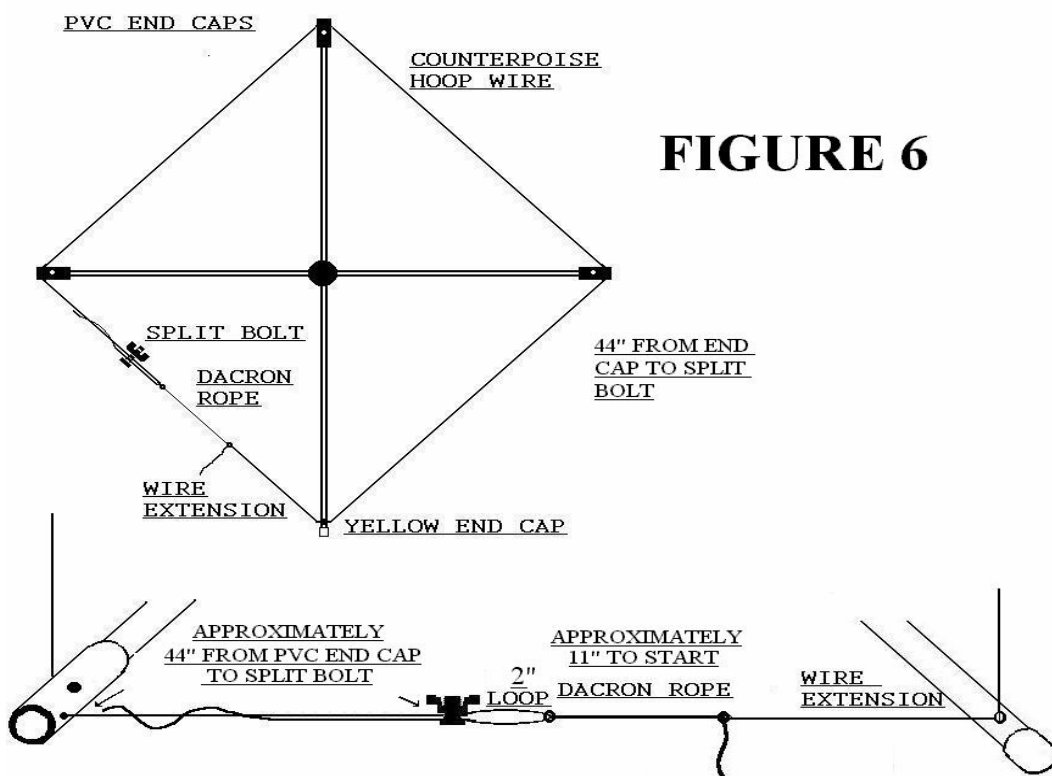 PVC END CAPS
COUNTERPOISE
HOOP WIRE
FIGURE 6
SPLIT BOLT
DACRON
ROPE
44" FROM END
CAP TO SPLIT
BOLT
WIRE
EXTENSION
YELLOW END CAP
APPROXIMATELY
44" FROM PVC END CAP
TO SPLIT BOLT
2"
LOOP
APPROXIMATELY
11" TO START
DACRON ROPE
WIRE
EXTENSION